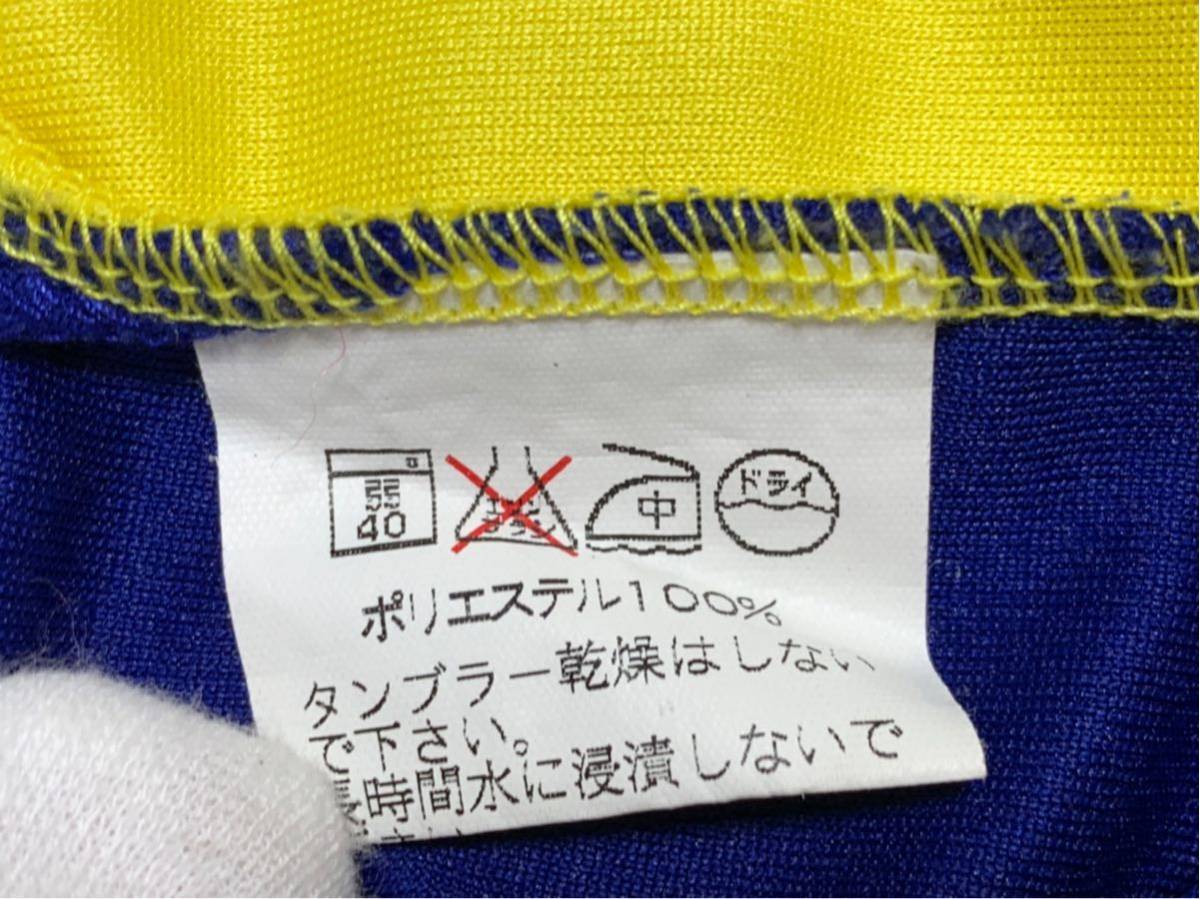 40 中 ドライ
ポリエステル100%
タンブラー乾燥はしない
で下さい。
時間水に浸漬しないで